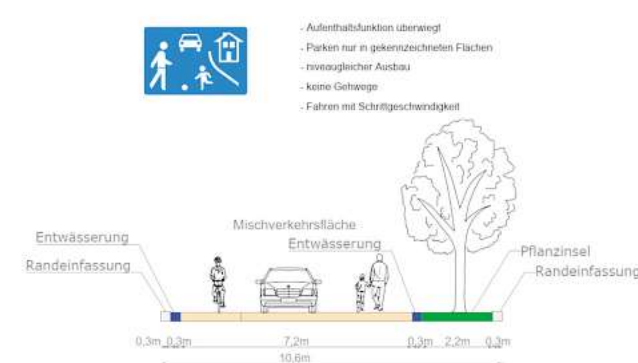 - Aufenthaltsfunktion überwiegt
- Parken nur in gekennzeichneten Flächen
- niveaugleicher Ausbau
- keine Gehwege
- Fahren mit Schrittgeschwindigkeit
Mischverkehrsfläche
Entwässerung
Entwässerung
Pflanzinsel
Randeinfassung
Randeinfassung
0,3m 0,3m 7,2m 0,3m 2,2m 0,3m
10,6m